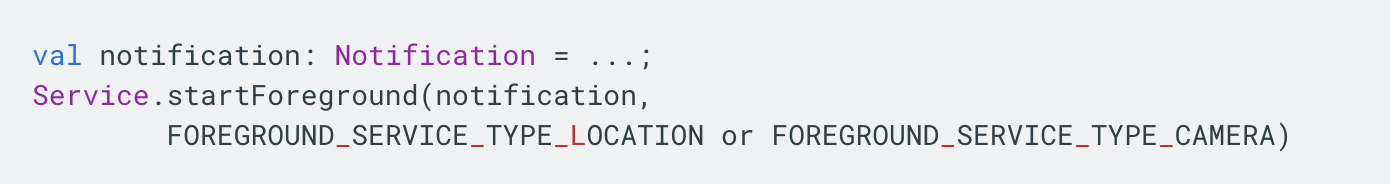 val notification: Notification = ...;
Service.startForeground(notification,
FOREGROUND_SERVICE_TYPE_LOCATION or FOREGROUND_SERVICE_TYPE_CAMERA)